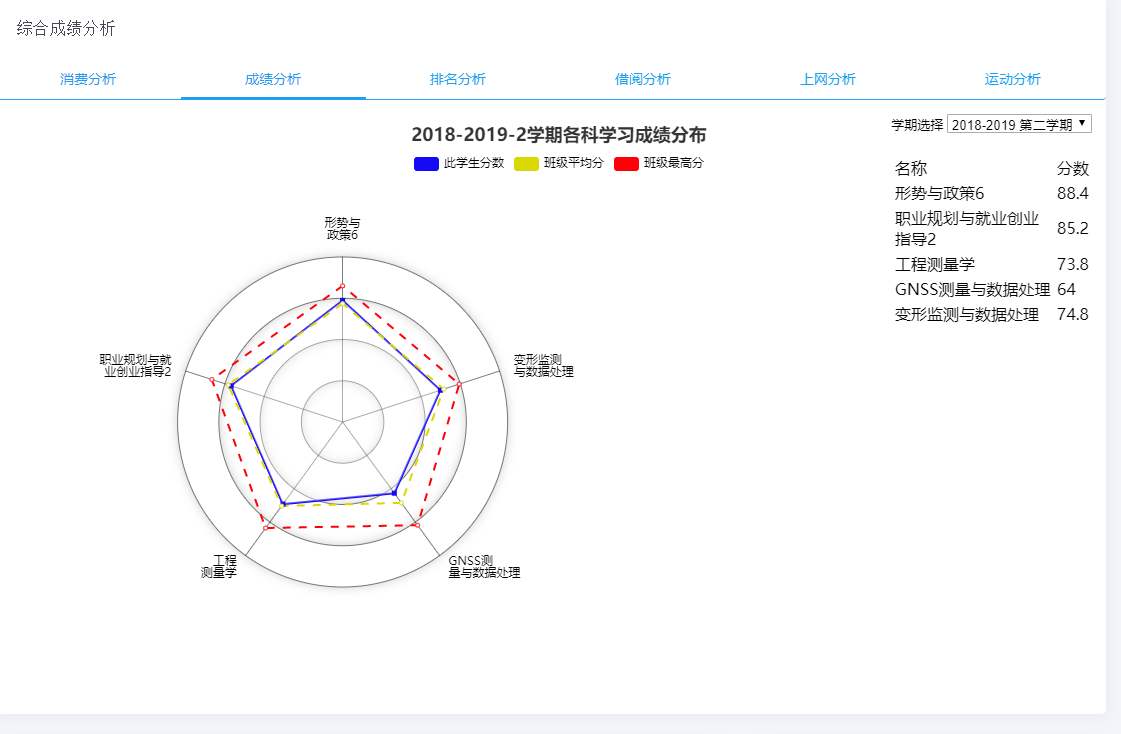 综合成绩分析
消费分析 成绩分析 排名分析 借阅分析 上网分析 运动分析
学期选择 2018-2019 第二学期
2018-2019-2学期各科学习成绩分布
此学生分数 班级平均分 班级最高分
名称 分数
形势与政策6 88.4
职业规划与就业创业
指导2 85.2
工程测量学 73.8
GNSS测量与数据处理 64
变形监测与数据处理 74.8
形势与
政策6
职业规划与就
业创业指导2
变形监测
与数据处理
工程
测量学
GNSS测
量与数据处理